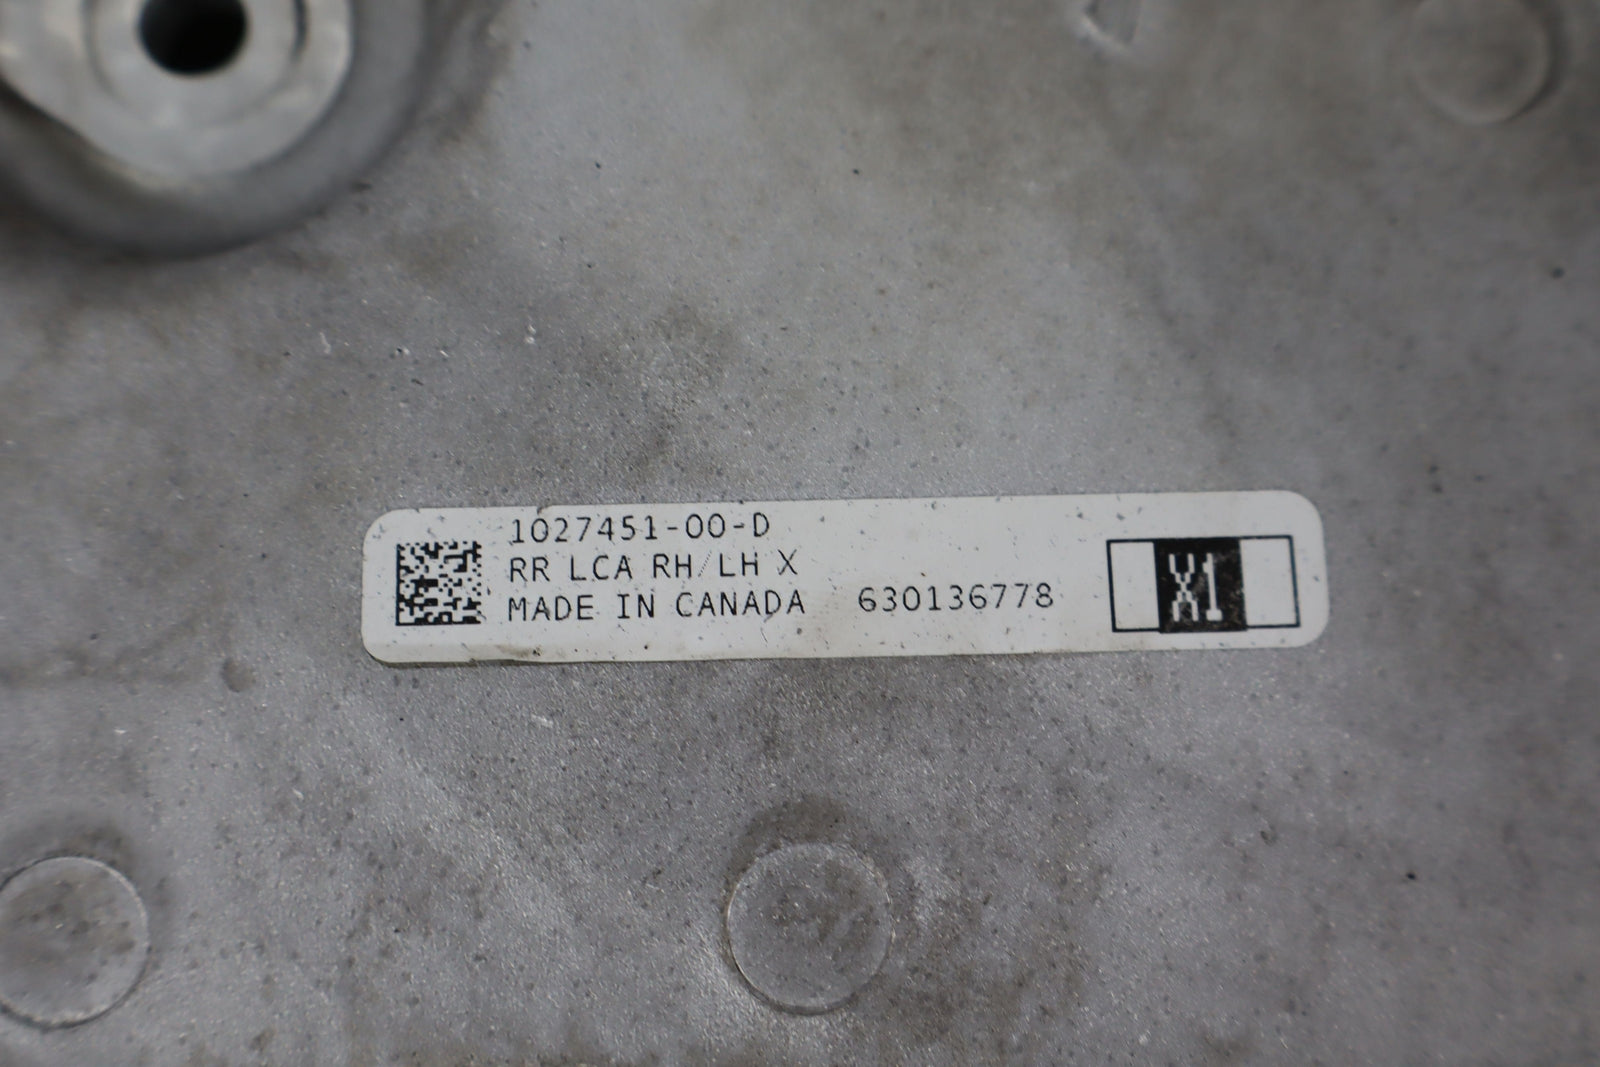 1027451-00-D
RR LCA RH/LH X
MADE IN CANADA 630136778
X1